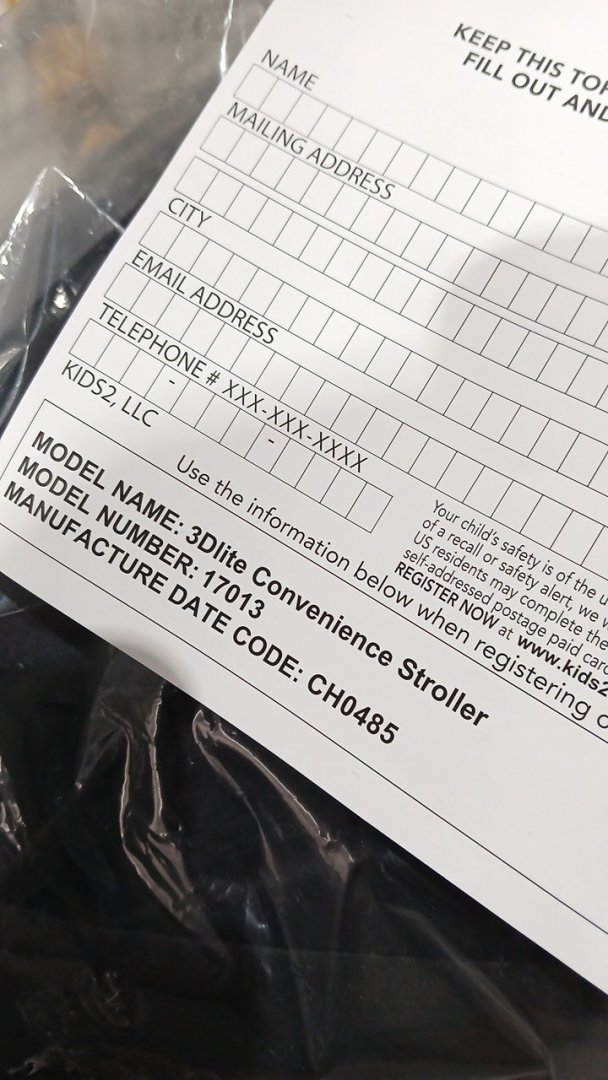 KEEP THIS TOP
FILL OUT AND
NAME
MAILING ADDRESS
CITY
EMAIL ADDRESS
TELEPHONE # XXX-XXX-XXXX
- -
KIDS2, LLC
Your child's safety is of the
of a recall or safety alert, we
US residents may complete the
self-addressed postage paid card
REGISTER NOW at www.kids2
Use the information below when registering
MODEL NAME: 3Dlite Convenience Stroller
MODEL NUMBER: 17013
MANUFACTURE DATE CODE: CH0485